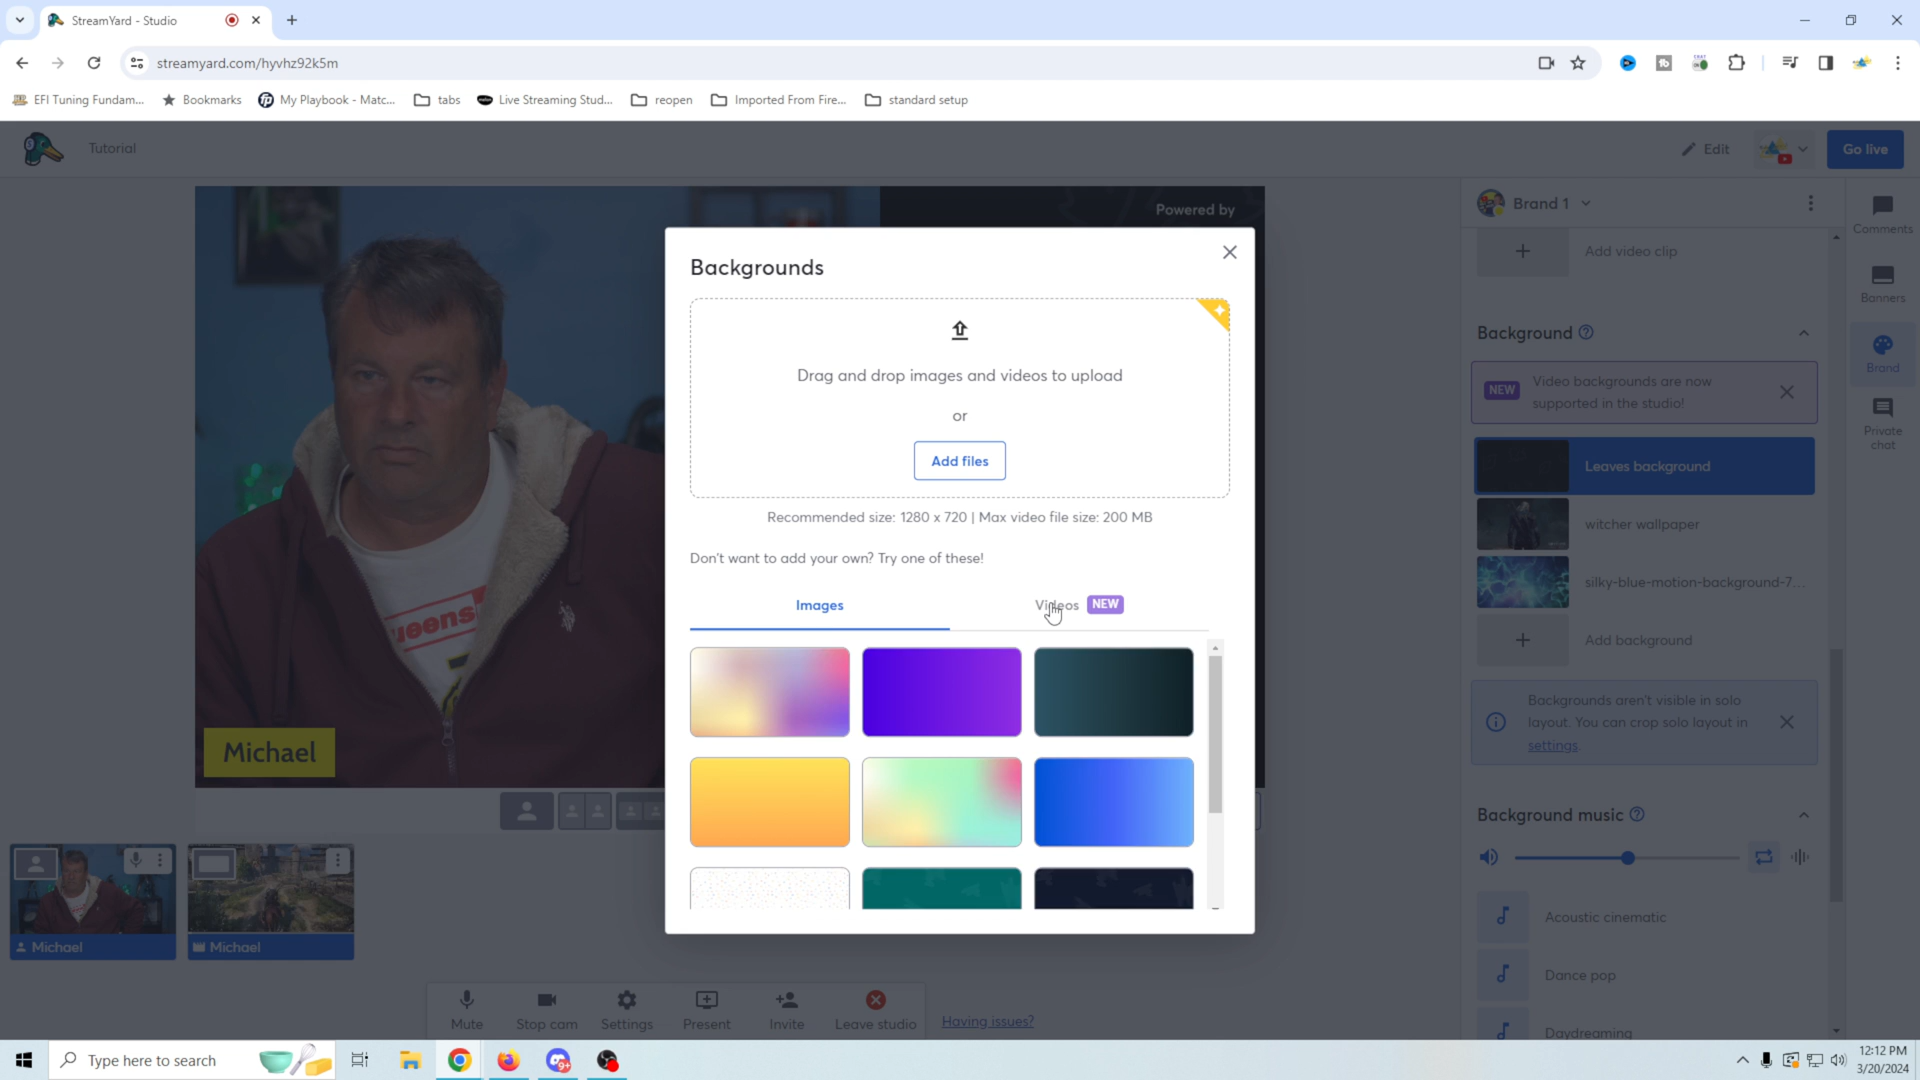 StreamYard - Studio
streamyard.com/hyvhz92k5m
EFI Tuning Fundam...
Bookmarks
My Playbook - Matc...
tabs
Live Streaming Stud...
reopen
Imported From Fire...
standard setup
Tutorial
Edit
Go live
Powered by
Michael
Backgrounds
Drag and drop images and videos to upload
or
Add files
Recommended size: 1280 x 720 | Max video file size: 200 MB
Don't want to add your own? Try one of these!
Images
Videos NEW
Brand 1
Add video clip
Background
NEW
Video backgrounds are now
supported in the studio!
Leaves background
witcher wallpaper
silky-blue-motion-background-7...
Add background
Backgrounds aren't visible in solo
layout. You can crop solo layout in
settings.
Background music
Acoustic cinematic
Dance pop
Daydreaming
Comments
Banners
Brand
Private
chat
Michael
Michael
Mute
Stop cam
Settings
Present
Invite
Leave studio
Having issues?
Type here to search
9+
12:12 PM
3/20/2024